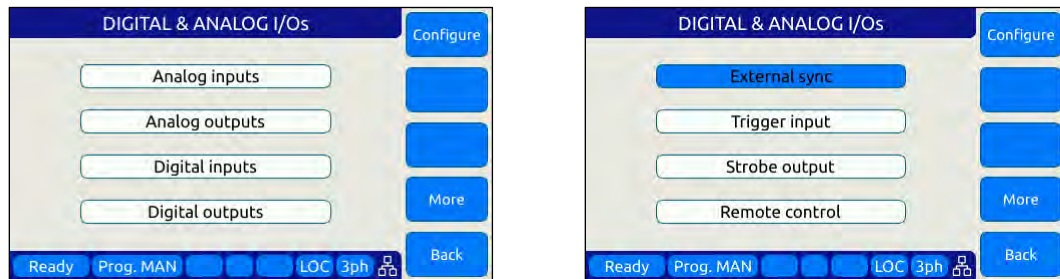 DIGITAL & ANALOG I/Os
Configure
Analog inputs
Analog outputs
Digital inputs
Digital outputs
More
Back
Ready Prog. MAN LOC 3ph
DIGITAL & ANALOG I/Os
Configure
External sync
Trigger input
Strobe output
Remote control
More
Back
Ready Prog. MAN LOC 3ph